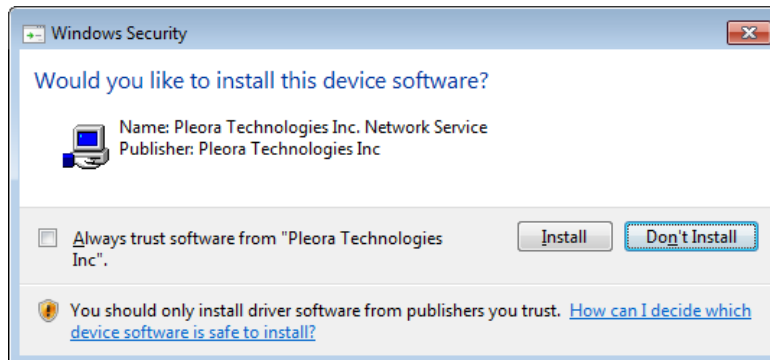 Windows Security
Would you like to install this device software?
Name: Pleora Technologies Inc. Network Service
Publisher: Pleora Technologies Inc
Always trust software from "Pleora Technologies
Inc".
Install
Don't Install
You should only install driver software from publishers you trust. How can I decide which
device software is safe to install?